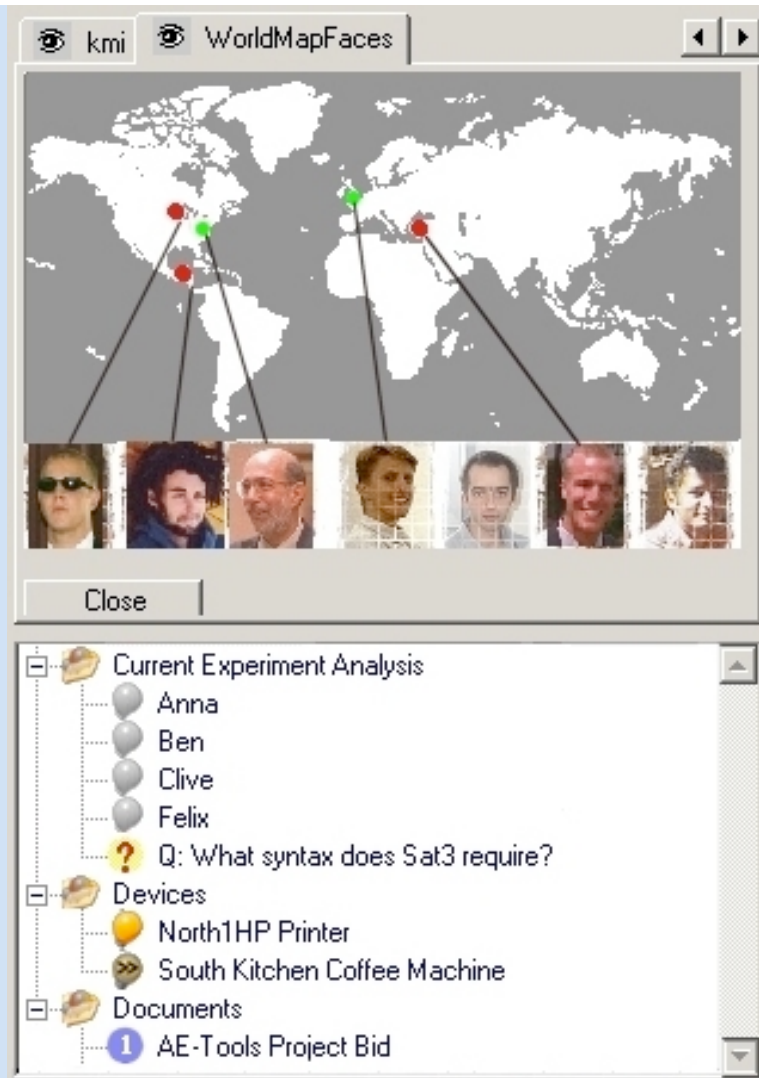 kmi WorldMapFaces
Close
Current Experiment Analysis
Anna
Ben
Clive
Felix
? Q: What syntax does Sat3 require?
Devices
North1HP Printer
South Kitchen Coffee Machine
Documents
1 AE-Tools Project Bid